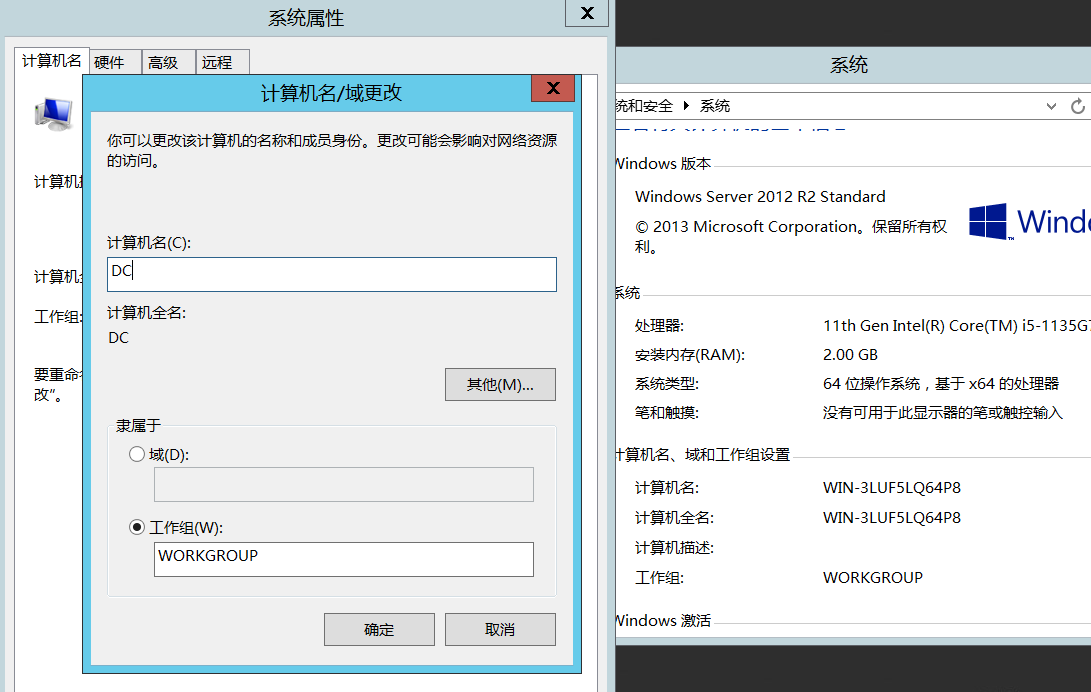 系统属性
计算机名
硬件
高级
远程
计算机名/域更改
你可以更改该计算机的名称和成员身份。更改可能会影响对网络资源
的访问。
计算机名(C):
DC
计算机全名:
DC
其他(M)...
隶属于
域(D):
工作组(W):
WORKGROUP
确定
取消
计算机
计算机
工作组:
要重命
改”。
系统
统和安全
系统
Windows 版本
Windows Server 2012 R2 Standard
© 2013 Microsoft Corporation。保留所有权
利。
Windo
系统
处理器:
11th Gen Intel(R) Core(TM) i5-1135G7
安装内存(RAM):
2.00 GB
系统类型:
64 位操作系统，基于 x64 的处理器
笔和触摸:
没有可用于此显示器的笔或触控输入
计算机名、域和工作组设置
计算机名:
WIN-3LUF5LQ64P8
计算机全名:
WIN-3LUF5LQ64P8
计算机描述:
工作组:
WORKGROUP
Windows 激活